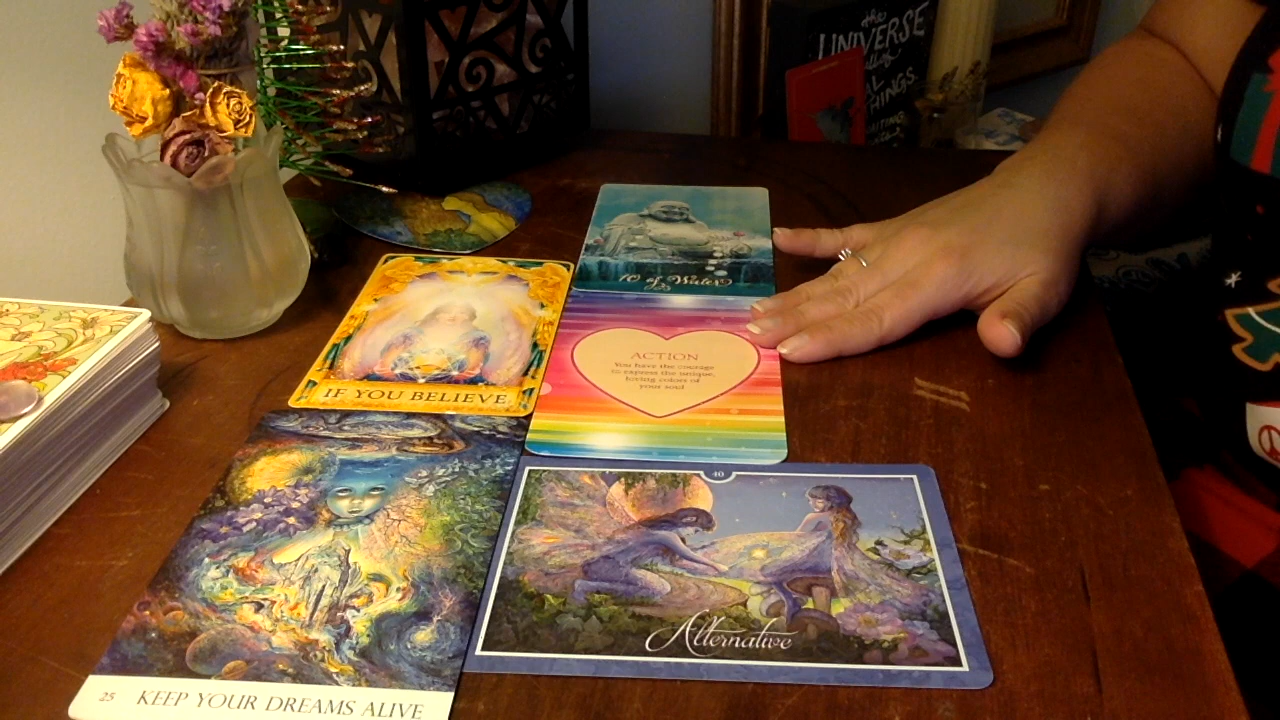 the
UNIVERSE
THINGS
10 of Water
IF YOU BELIEVE
ACTION
You have the courage
to express the unique,
loving colors of
your soul
40
Alternative
25 KEEP YOUR DREAMS ALIVE